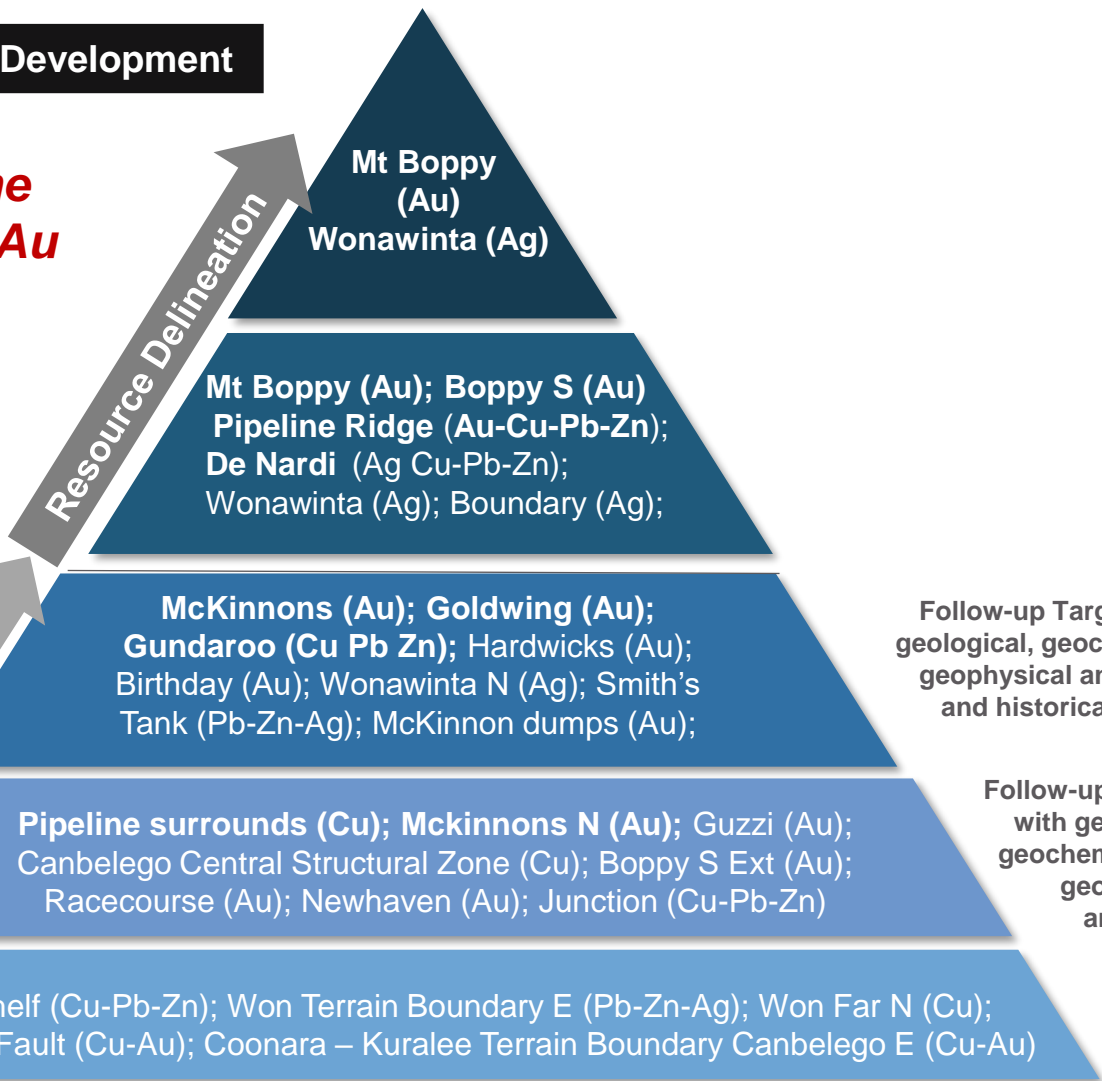 Development
Au
Resource Delineation
Mt Boppy
(Au)
Wonawinta (Ag)
Mt Boppy (Au); Boppy S (Au)
Pipeline Ridge (Au-Cu-Pb-Zn);
De Nardi (Ag Cu-Pb-Zn);
Wonawinta (Ag); Boundary (Ag);
McKinnons (Au); Goldwing (Au);
Gundaroo (Cu Pb Zn); Hardwicks (Au);
Birthday (Au); Wonawinta N (Ag); Smith's
Tank (Pb-Zn-Ag); McKinnon dumps (Au);
Follow-up
geological,
geophysical
and
Pipeline surrounds (Cu); Mckinnons N (Au); Guzzi (Au);
Canbelego Central Structural Zone (Cu); Boppy S Ext (Au);
Racecourse (Au); Newhaven (Au); Junction (Cu-Pb-Zn)
Follow-up
with
(Cu-Pb-Zn); Won Terrain Boundary E (Pb-Zn-Ag); Won Far N (Cu);
Fault (Cu-Au); Coonara – Kuralee Terrain Boundary Canbelego E (Cu-Au)